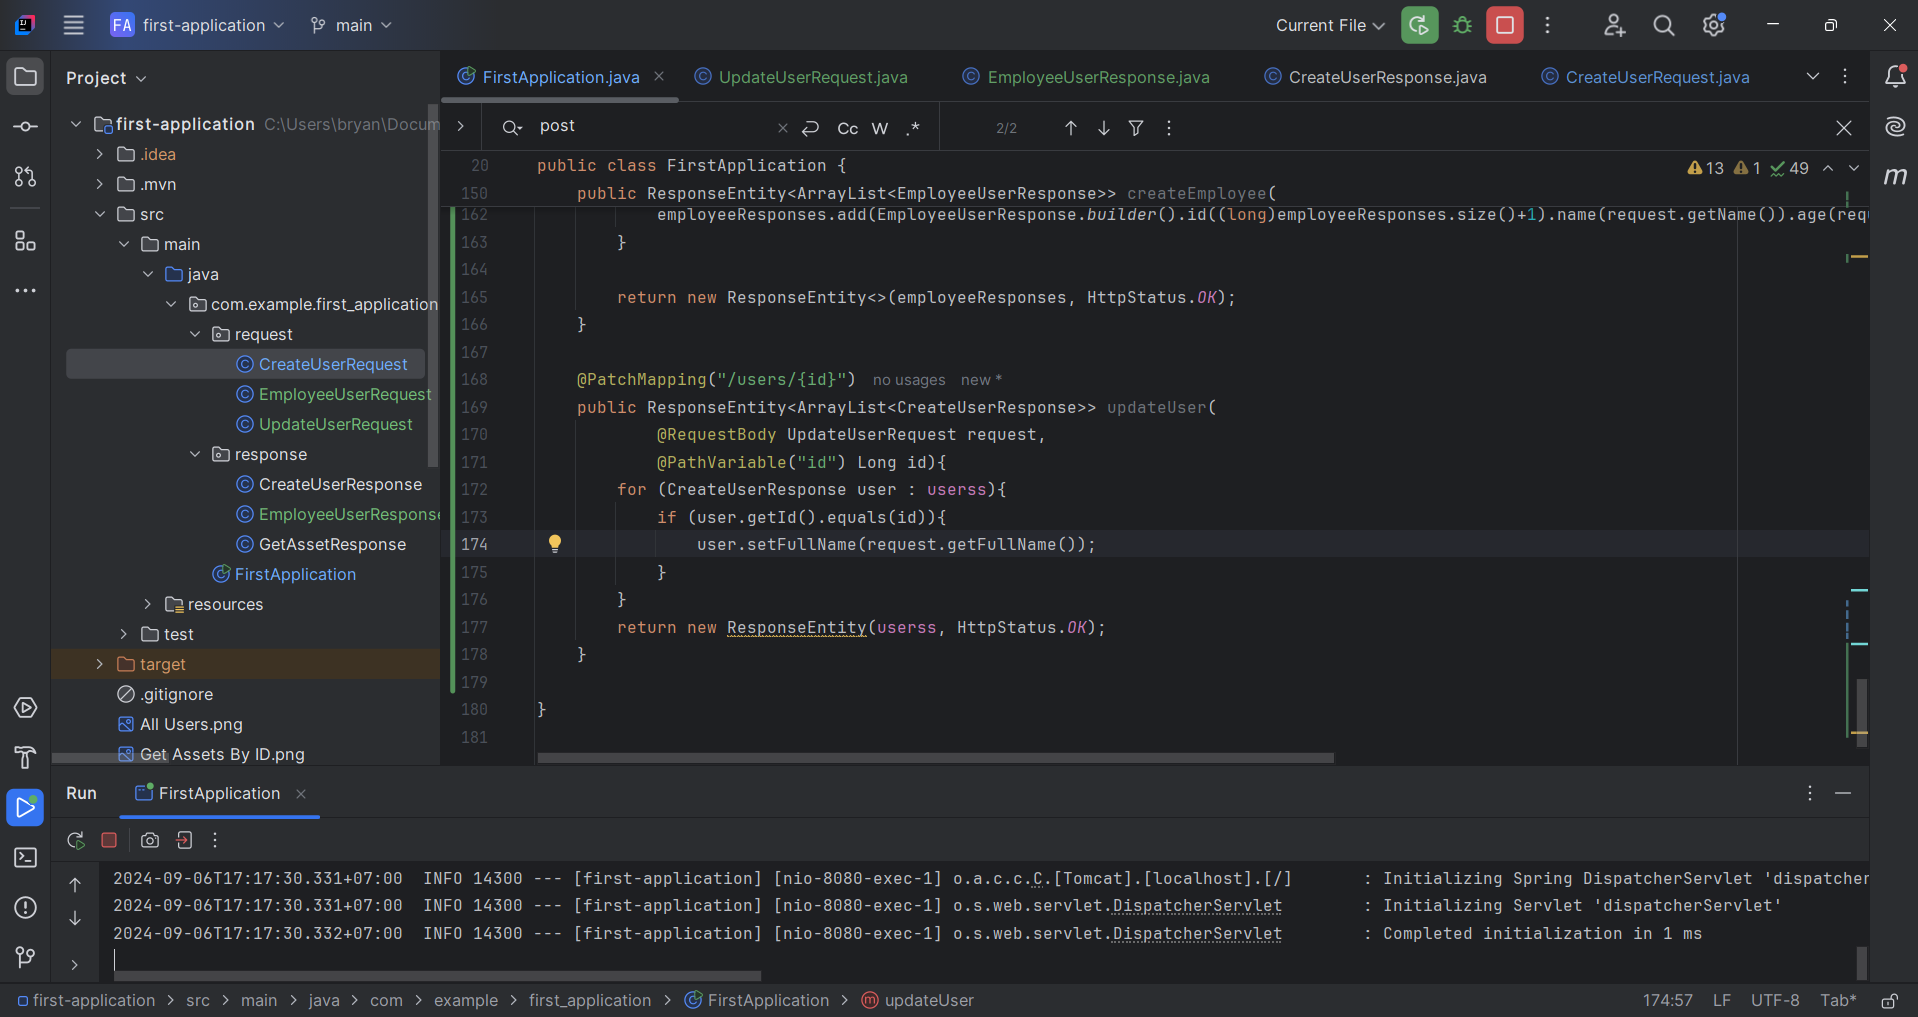 FA first-application main Current File
Project
FirstApplication.java UpdateUserRequest.java EmployeeUserResponse.java CreateUserResponse.java CreateUserRequest.java
first-application C:\Users\bryan\Docum
.idea
.mvn
src
main
java
com.example.first_application
request
CreateUserRequest
EmployeeUserRequest
UpdateUserRequest
response
CreateUserResponse
EmployeeUserResponse
GetAssetResponse
FirstApplication
resources
test
target
.gitignore
All Users.png
Get Assets By ID.png
post Cc W .* 2/2
13 1 49
20 public class FirstApplication {
150 public ResponseEntity<ArrayList<EmployeeUserResponse>> createEmployee(
162 employeeResponses.add(EmployeeUserResponse.builder().id((long)employeeResponses.size()+1).name(request.getName()).age(requ
163 }
164
165 return new ResponseEntity<>(employeeResponses, HttpStatus.OK);
166 }
167
168 @PatchMapping("/users/{id}") no usages new *
169 public ResponseEntity<ArrayList<CreateUserResponse>> updateUser(
170 @RequestBody UpdateUserRequest request,
171 @PathVariable("id") Long id){
172 for (CreateUserResponse user : userss){
173 if (user.getId().equals(id)){
174 user.setFullName(request.getFullName());
175 }
176 }
177 return new ResponseEntity(userss, HttpStatus.OK);
178 }
179
180 }
181
m
Run FirstApplication
2024-09-06T17:17:30.331+07:00 INFO 14300 --- [first-application] [nio-8080-exec-1] o.a.c.c.C.[Tomcat].[localhost].[/] : Initializing Spring DispatcherServlet 'dispatcher
2024-09-06T17:17:30.331+07:00 INFO 14300 --- [first-application] [nio-8080-exec-1] o.s.web.servlet.DispatcherServlet : Initializing Servlet 'dispatcherServlet'
2024-09-06T17:17:30.332+07:00 INFO 14300 --- [first-application] [nio-8080-exec-1] o.s.web.servlet.DispatcherServlet : Completed initialization in 1 ms
first-application > src > main > java > com > example > first_application > FirstApplication > updateUser 174:57 LF UTF-8 Tab*